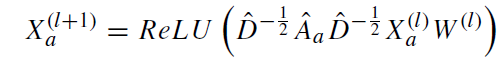 X_a^{(l+1)} = ReLU ( D̂^{-1/2} Â_a D̂^{-1/2} X_a^{(l)} W^{(l)} )